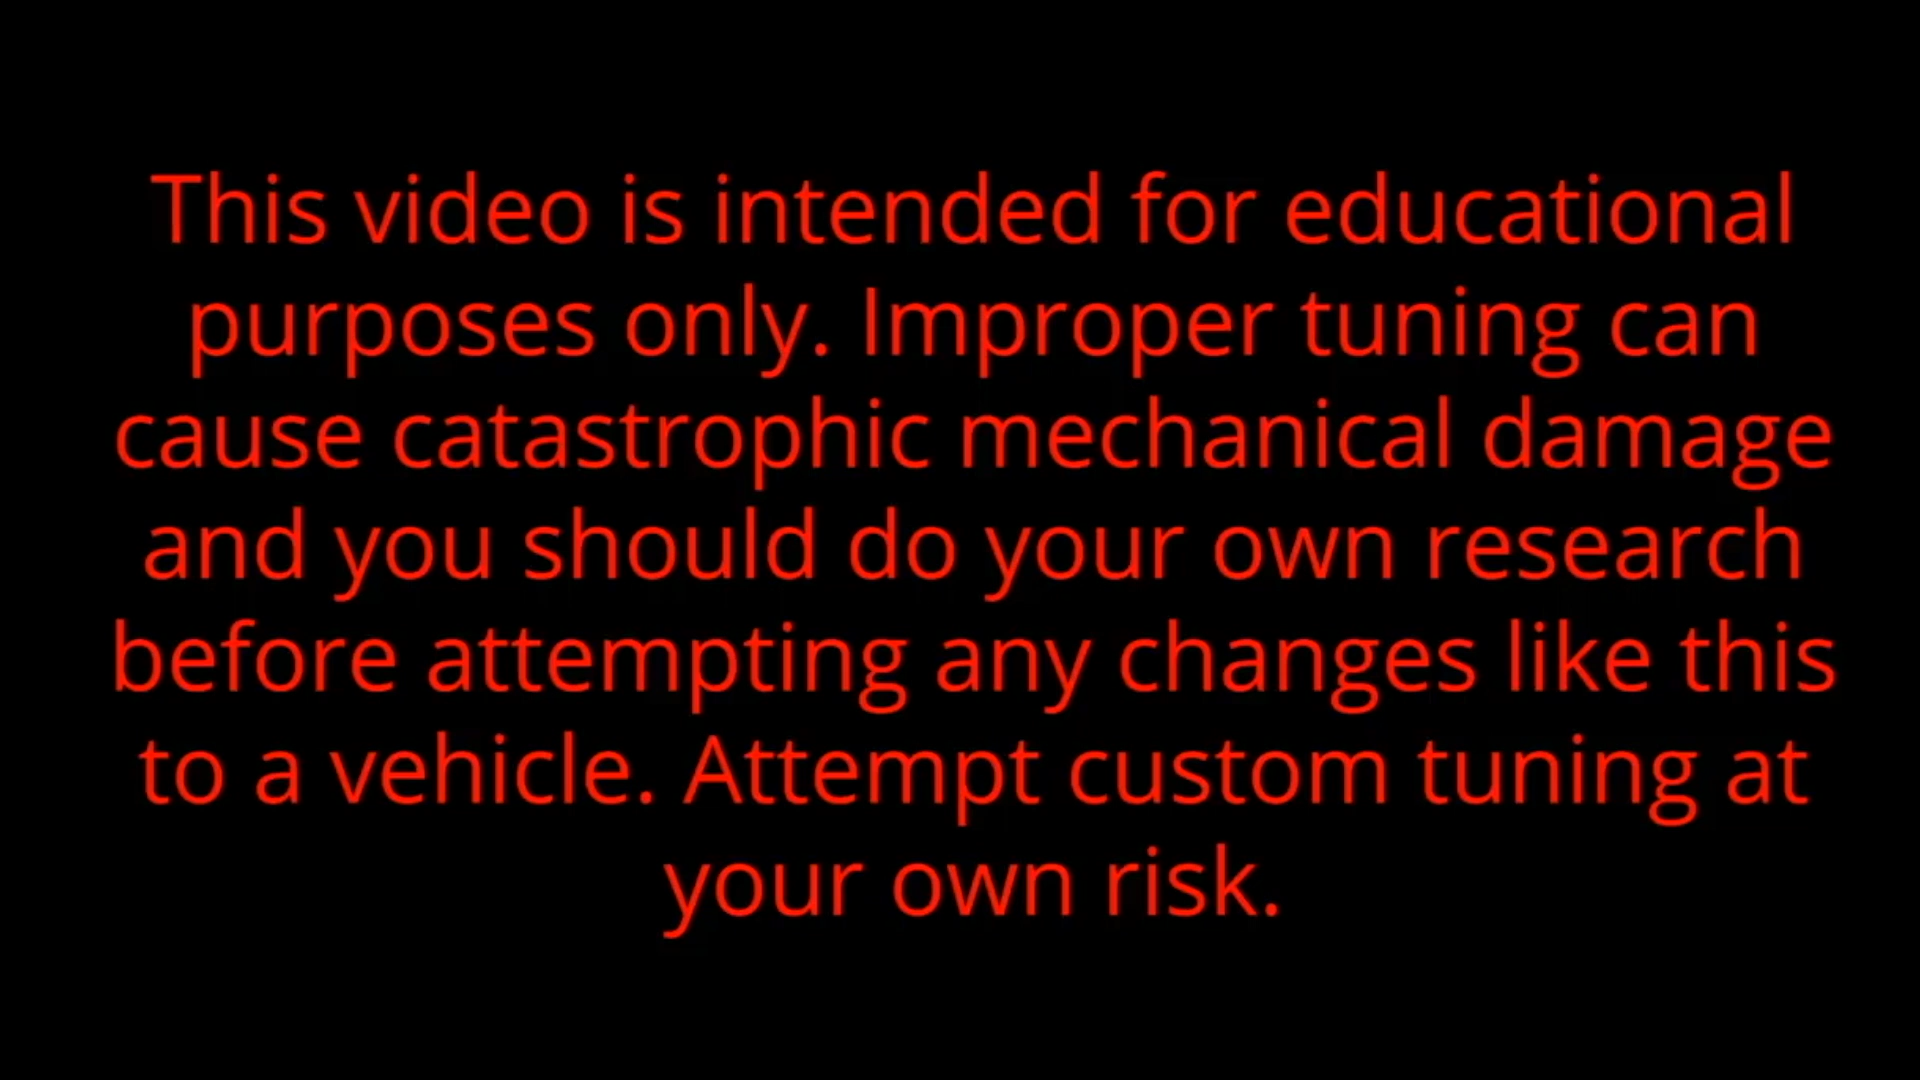 This video is intended for educational
purposes only. Improper tuning can
cause catastrophic mechanical damage
and you should do your own research
before attempting any changes like this
to a vehicle. Attempt custom tuning at
your own risk.